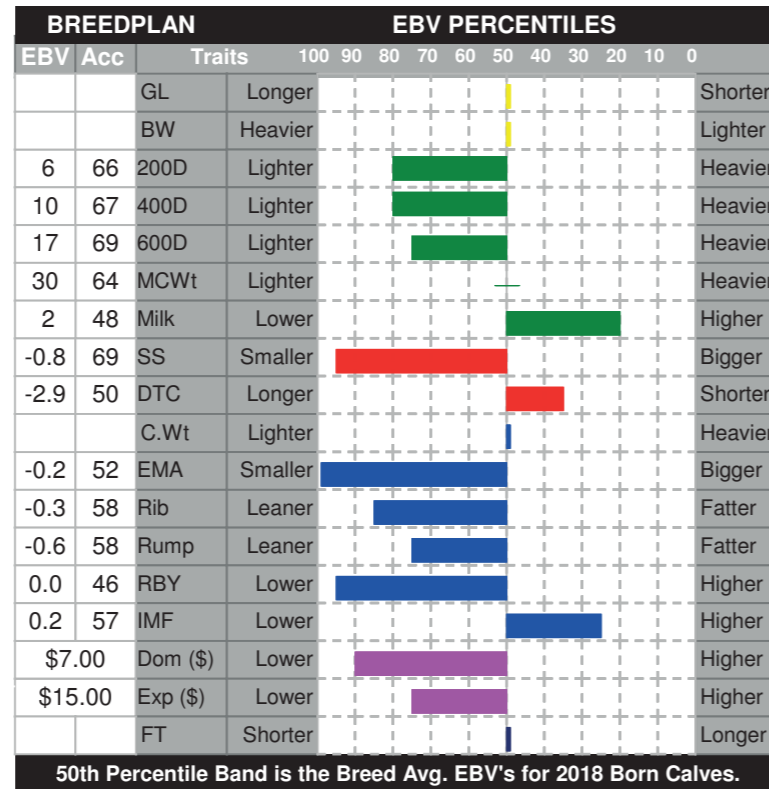 BREEDPLAN EBV PERCENTILES
EBV Acc Traits 100 90 80 70 60 50 40 30 20 10 0
GL Longer Shorter
BW Heavier Lighter
6 66 200D Lighter Heavier
10 67 400D Lighter Heavier
17 69 600D Lighter Heavier
30 64 MCWt Lighter Heavier
2 48 Milk Lower Higher
-0.8 69 SS Smaller Bigger
-2.9 50 DTC Longer Shorter
C.Wt Lighter Heavier
-0.2 52 EMA Smaller Bigger
-0.3 58 Rib Leaner Fatter
-0.6 58 Rump Leaner Fatter
0.0 46 RBY Lower Higher
0.2 57 IMF Lower Higher
$7.00 Dom ($) Lower Higher
$15.00 Exp ($) Lower Higher
FT Shorter Longer
50th Percentile Band is the Breed Avg. EBV's for 2018 Born Calves.